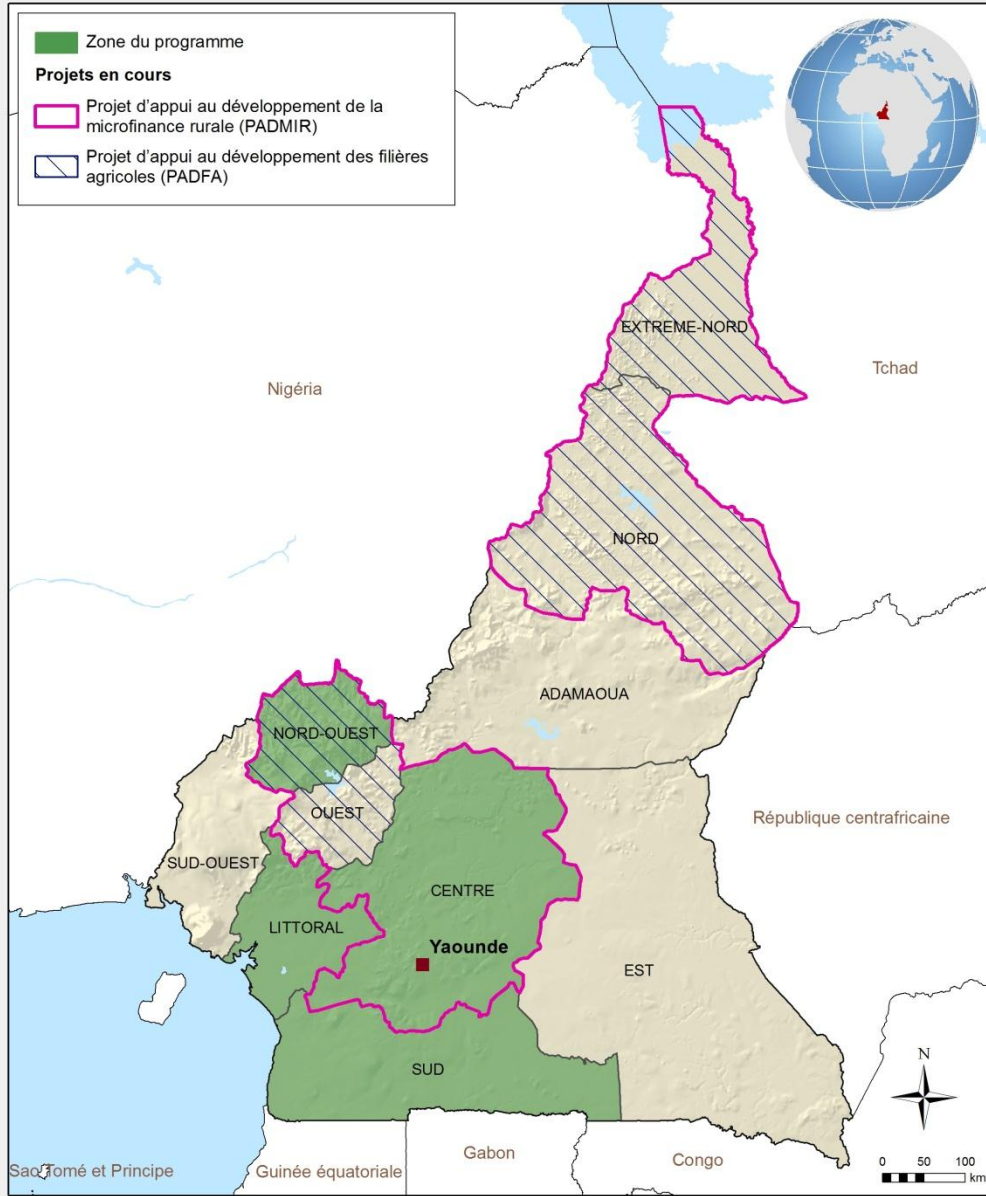 Zone du programme
Projets en cours
Projet d'appui au développement de la
microfinance rurale (PADMIR)
Projet d'appui au développement des filières
agricoles (PADFA)
EXTREME-NORD
Tchad
Nigéria
NORD
ADAMAOUA
NORD-OUEST
OUEST
République centrafricaine
SUD-OUEST
CENTRE
LITTORAL
Yaounde
EST
SUD
N
Gabon
Sao Tomé et Principe
Guinée équatoriale
Congo
0 50 100
km